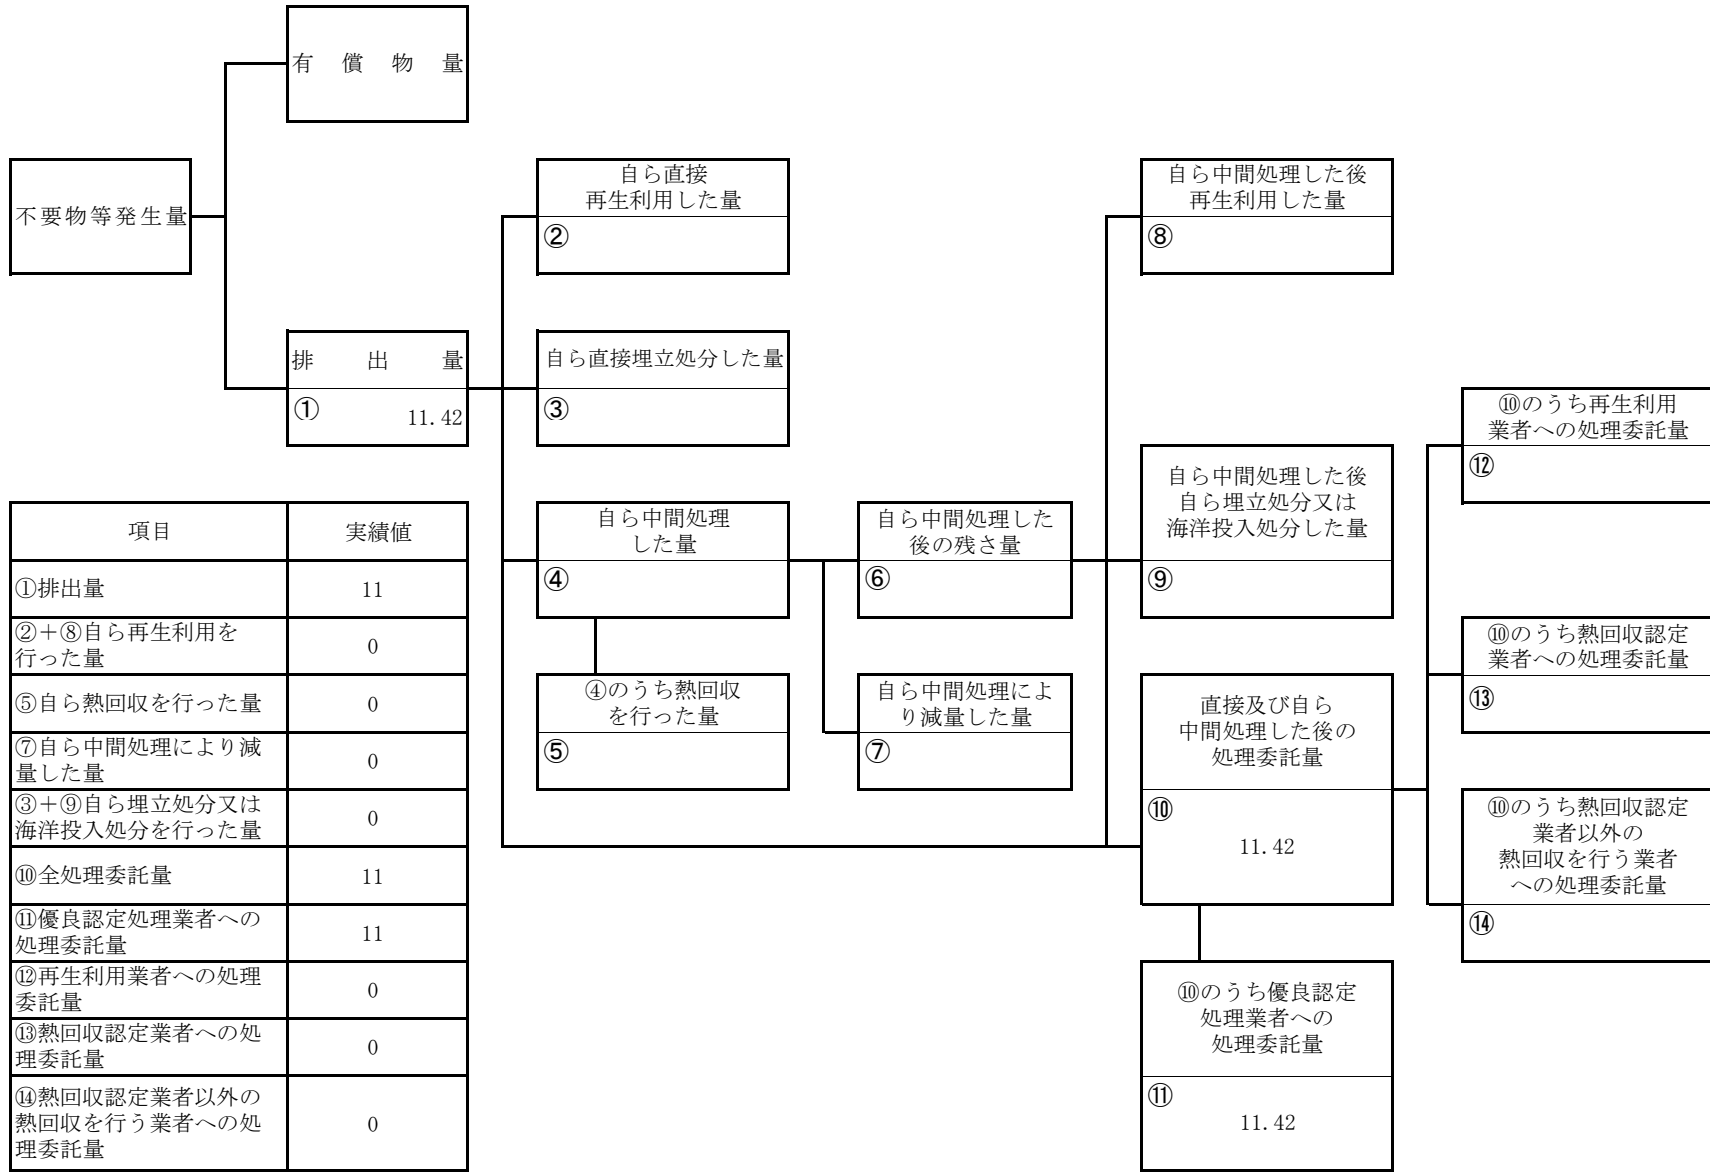 有償物量
不要物等発生量
排出量
① 11.42
自ら直接
再生利用した量
②
自ら直接埋立処分した量
③
自ら中間処理
した量
④
④のうち熱回収
を行った量
⑤
自ら中間処理した
後の残さ量
⑥
自ら中間処理によ
り減量した量
⑦
自ら中間処理した後
再生利用した量
⑧
自ら中間処理した後
自ら埋立処分又は
海洋投入処分した量
⑨
直接及び自ら
中間処理した後の
処理委託量
⑩
11.42
⑩のうち優良認定
処理業者への
処理委託量
⑪
11.42
⑩のうち再生利用
業者への処理委託量
⑫
⑩のうち熱回収認定
業者への処理委託量
⑬
⑩のうち熱回収認定
業者以外の
熱回収を行う業者
への処理委託量
⑭
項目 実績値
①排出量 11
②＋⑧自ら再生利用を
行った量 0
⑤自ら熱回収を行った量 0
⑦自ら中間処理により減
量した量 0
③＋⑨自ら埋立処分又は
海洋投入処分を行った量 0
⑩全処理委託量 11
⑪優良認定処理業者への
処理委託量 11
⑫再生利用業者への処理
委託量 0
⑬熱回収認定業者への処
理委託量 0
⑭熱回収認定業者以外の
熱回収を行う業者への処
理委託量 0